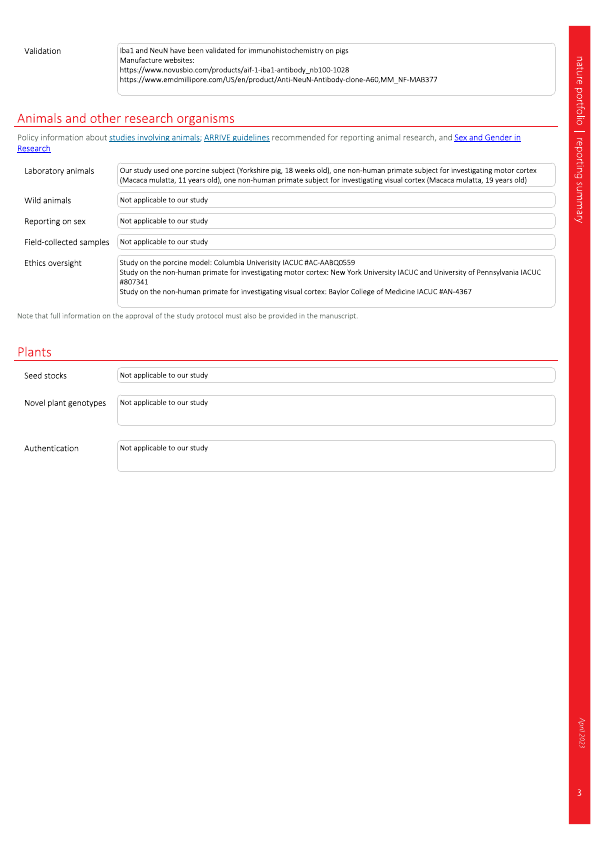 Validation
Iba1 and NeuN have been validated for immunohistochemistry on pigs
Manufacture websites:
https://www.novusbio.com/products/aif-1-iba1-antibody_nb100-1028
https://www.emdmillipore.com/US/en/product/Anti-NeuN-Antibody-clone-A60,MM_NF-MAB377
Animals and other research organisms
Policy information about studies involving animals; ARRIVE guidelines recommended for reporting animal research, and Sex and Gender in
Research
Laboratory animals
Our study used one porcine subject (Yorkshire pig, 18 weeks old), one non-human primate subject for investigating motor cortex
(Macaca mulatta, 11 years old), one non-human primate subject for investigating visual cortex (Macaca mulatta, 19 years old)
Wild animals
Not applicable to our study
Reporting on sex
Not applicable to our study
Field-collected samples
Not applicable to our study
Ethics oversight
Study on the porcine model: Columbia Univerisity IACUC #AC-AABQ0559
Study on the non-human primate for investigating motor cortex: New York University IACUC and University of Pennsylvania IACUC
#807341
Study on the non-human primate for investigating visual cortex: Baylor College of Medicine IACUC #AN-4367
Note that full information on the approval of the study protocol must also be provided in the manuscript.
Plants
Seed stocks
Not applicable to our study
Novel plant genotypes
Not applicable to our study
Authentication
Not applicable to our study
nature portfolio | reporting summary
April 2023
3